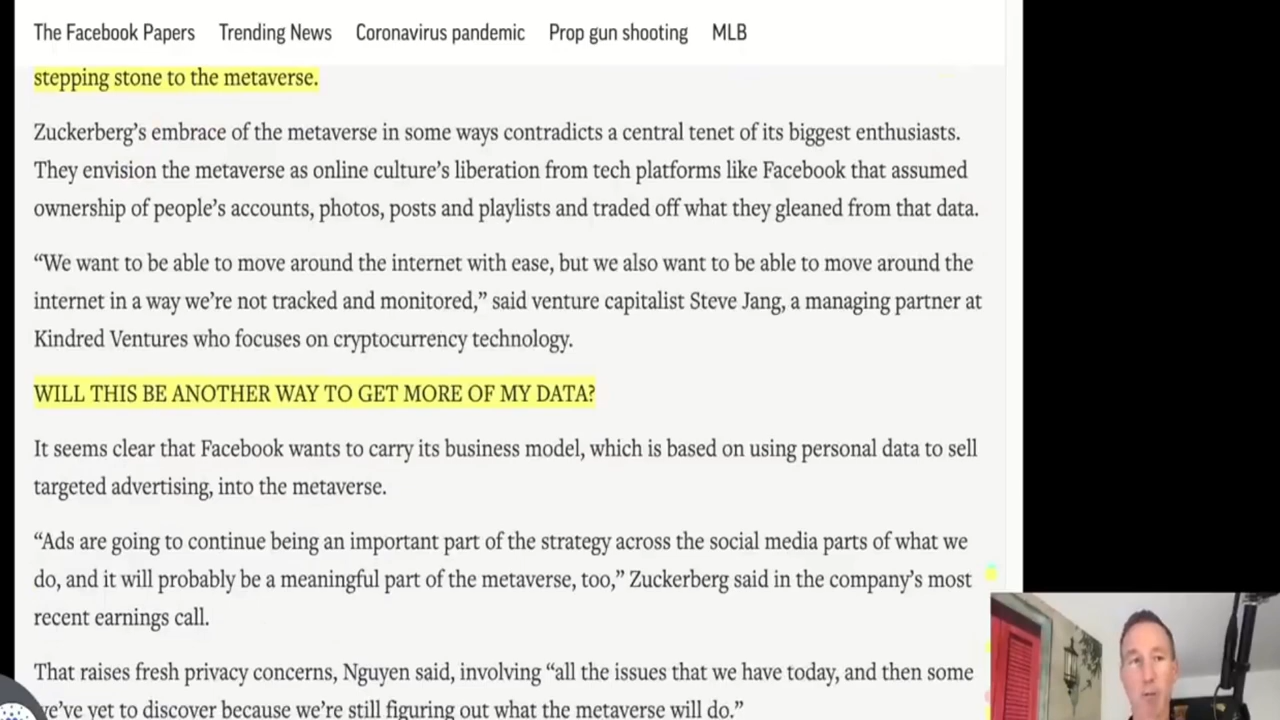 The Facebook Papers Trending News Coronavirus pandemic Prop gun shooting MLB
stepping stone to the metaverse.
Zuckerberg’s embrace of the metaverse in some ways contradicts a central tenet of its biggest enthusiasts.
They envision the metaverse as online culture’s liberation from tech platforms like Facebook that assumed
ownership of people’s accounts, photos, posts and playlists and traded off what they gleaned from that data.
“We want to be able to move around the internet with ease, but we also want to be able to move around the
internet in a way we’re not tracked and monitored,” said venture capitalist Steve Jang, a managing partner at
Kindred Ventures who focuses on cryptocurrency technology.
WILL THIS BE ANOTHER WAY TO GET MORE OF MY DATA?
It seems clear that Facebook wants to carry its business model, which is based on using personal data to sell
targeted advertising, into the metaverse.
“Ads are going to continue being an important part of the strategy across the social media parts of what we
do, and it will probably be a meaningful part of the metaverse, too,” Zuckerberg said in the company’s most
recent earnings call.
That raises fresh privacy concerns, Nguyen said, involving “all the issues that we have today, and then some
we’ve yet to discover because we’re still figuring out what the metaverse will do.”